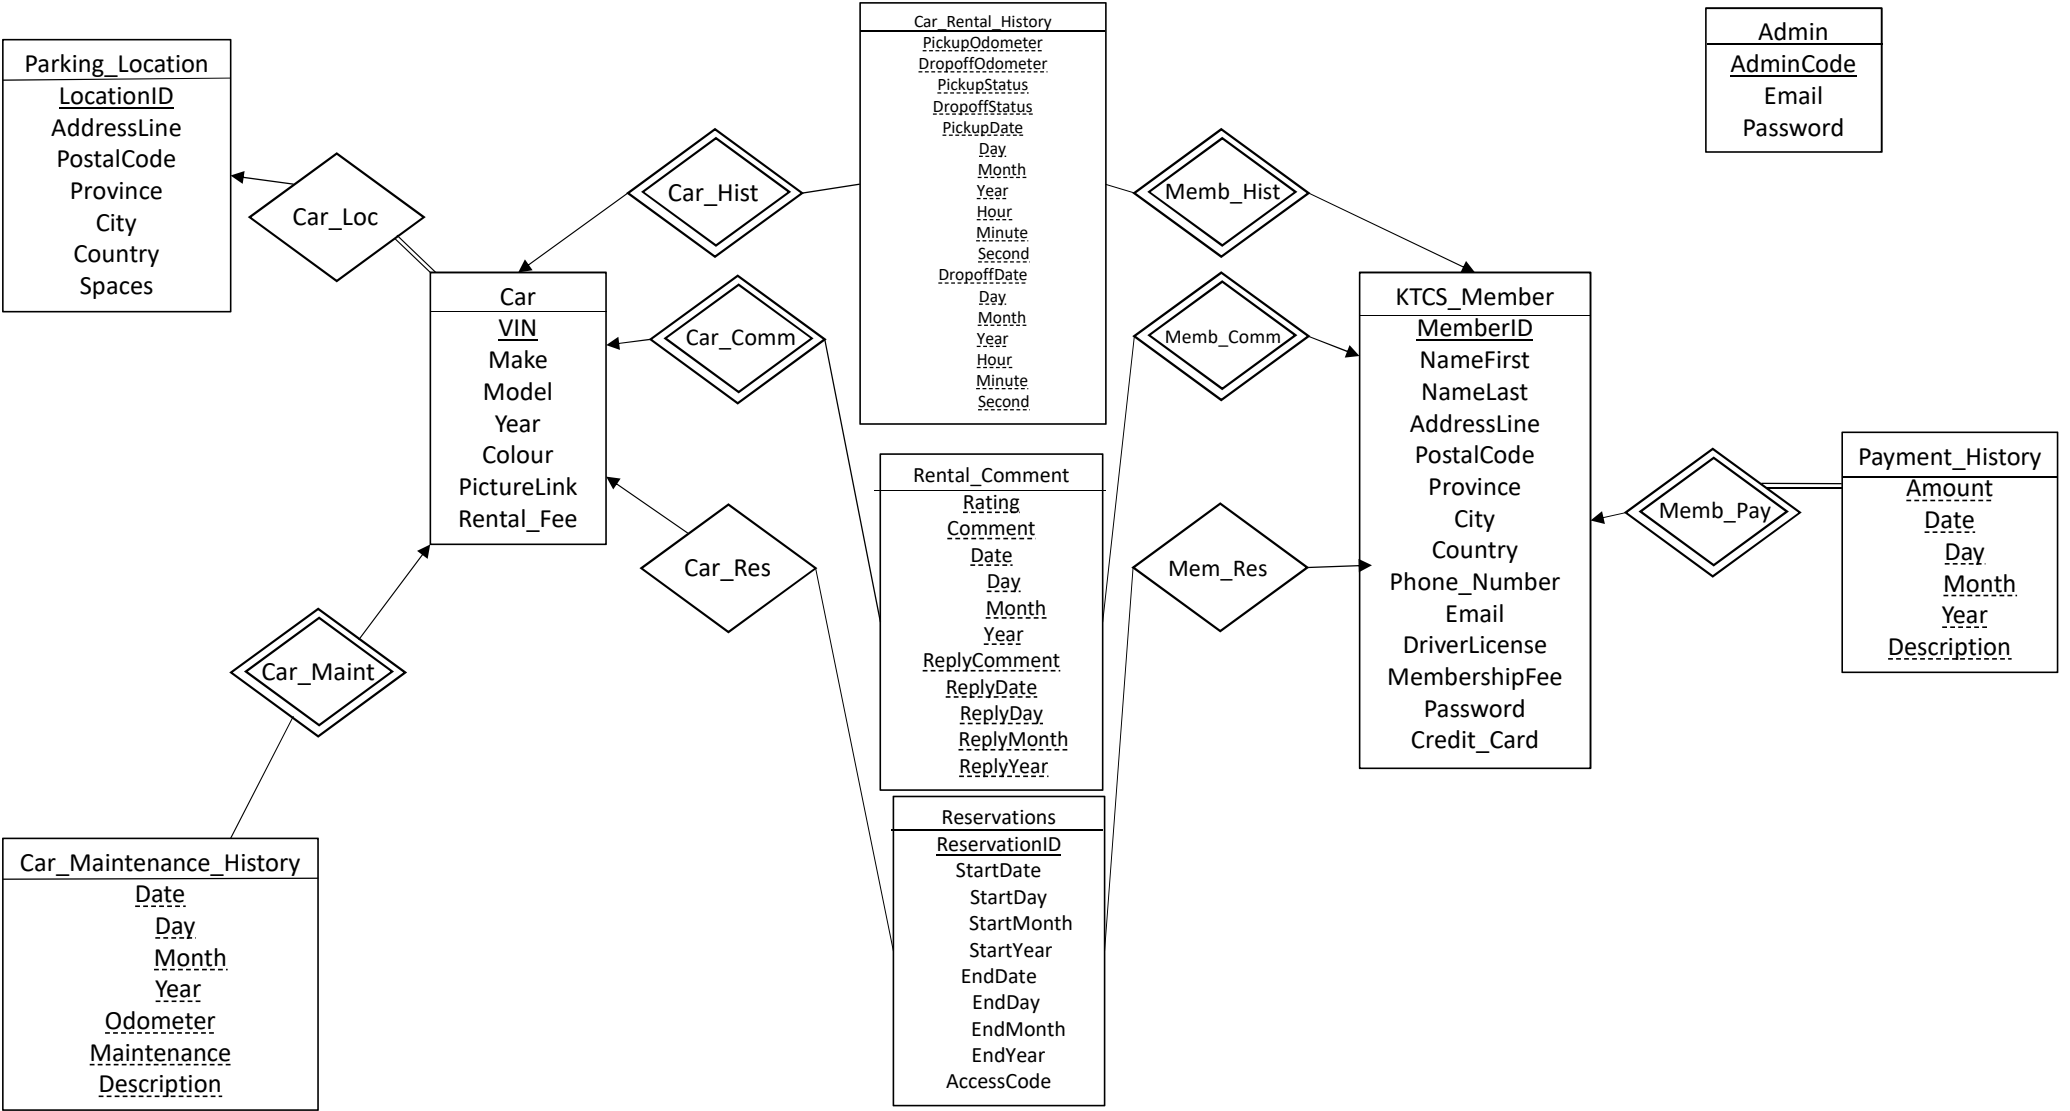 Parking_Location
LocationID
AddressLine
PostalCode
Province
City
Country
Spaces
Car_Loc
Car
VIN
Make
Model
Year
Colour
PictureLink
Rental_Fee
Car_Maint
Car_Maintenance_History
Date
Day
Month
Year
Odometer
Maintenance
Description
Car_Hist
Car_Comm
Car_Res
Car_Rental_History
PickupOdometer
DropoffOdometer
PickupStatus
DropoffStatus
PickupDate
Day
Month
Year
Hour
Minute
Second
DropoffDate
Day
Month
Year
Hour
Minute
Second
Rental_Comment
Rating
Comment
Date
Day
Month
Year
ReplyComment
ReplyDate
ReplyDay
ReplyMonth
ReplyYear
Reservations
ReservationID
StartDate
StartDay
StartMonth
StartYear
EndDate
EndDay
EndMonth
EndYear
AccessCode
Memb_Hist
Memb_Comm
Mem_Res
KTCS_Member
MemberID
NameFirst
NameLast
AddressLine
PostalCode
Province
City
Country
Phone_Number
Email
DriverLicense
MembershipFee
Password
Credit_Card
Memb_Pay
Admin
AdminCode
Email
Password
Payment_History
Amount
Date
Day
Month
Year
Description